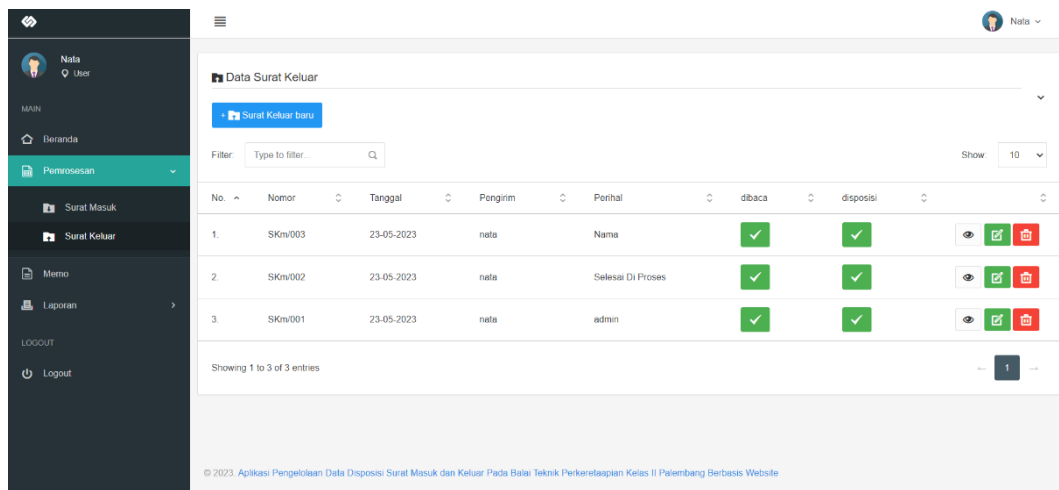 Nata
Nata
User
MAIN
Beranda
Pemrosesan
Surat Masuk
Surat Keluar
Memo
Laporan
LOGOUT
Logout
Data Surat Keluar
+ Surat Keluar baru
Filter: Type to filter... Show: 10
No. Nomor Tanggal Pengirim Perihal dibaca disposisi
1. SKm/003 23-05-2023 nata Nama
2. SKm/002 23-05-2023 nata Selesai Di Proses
3. SKm/001 23-05-2023 nata admin
Showing 1 to 3 of 3 entries ← 1 →
© 2023. Aplikasi Pengelolaan Data Disposisi Surat Masuk dan Keluar Pada Balai Teknik Perkeretaapian Kelas II Palembang Berbasis Website